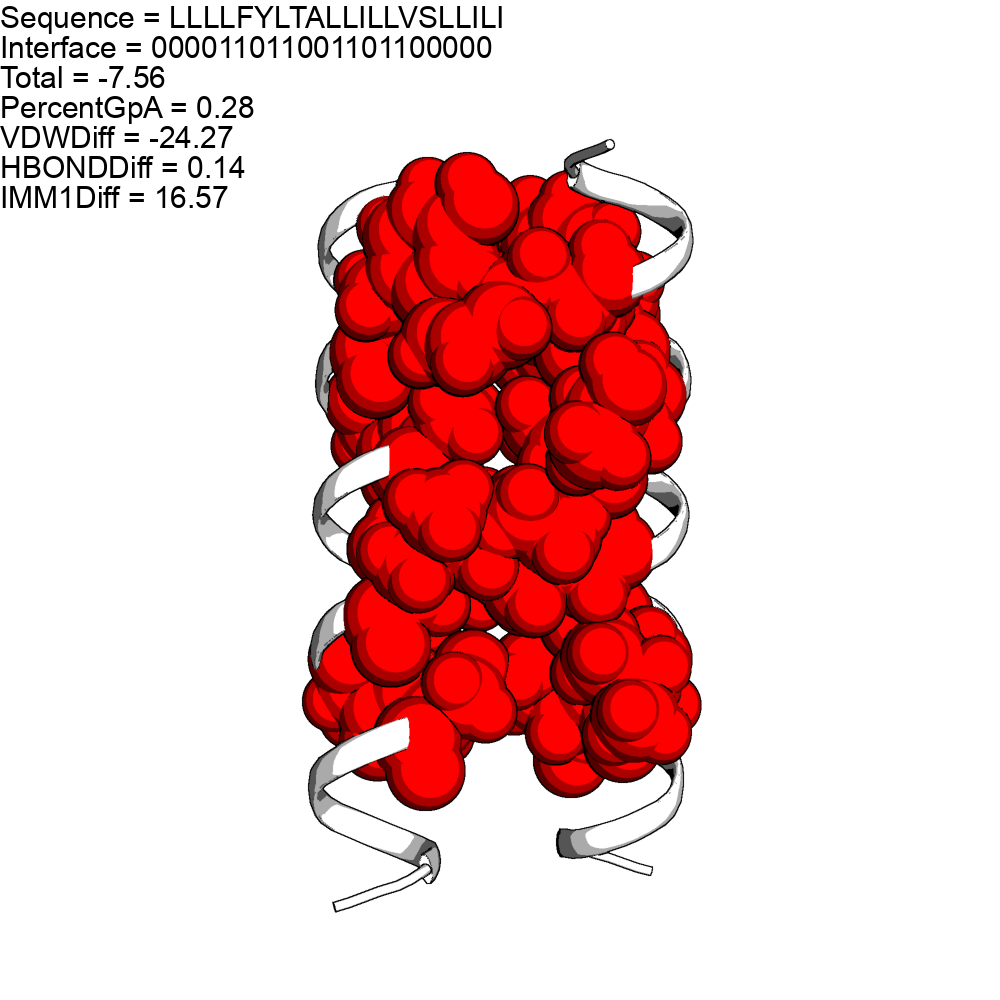 Sequence = LLLLFYLTALLILLVSLLILI
Interface = 000011011001101100000
Total = -7.56
PercentGpA = 0.28
VDWDiff = -24.27
HBONDDiff = 0.14
IMM1Diff = 16.57